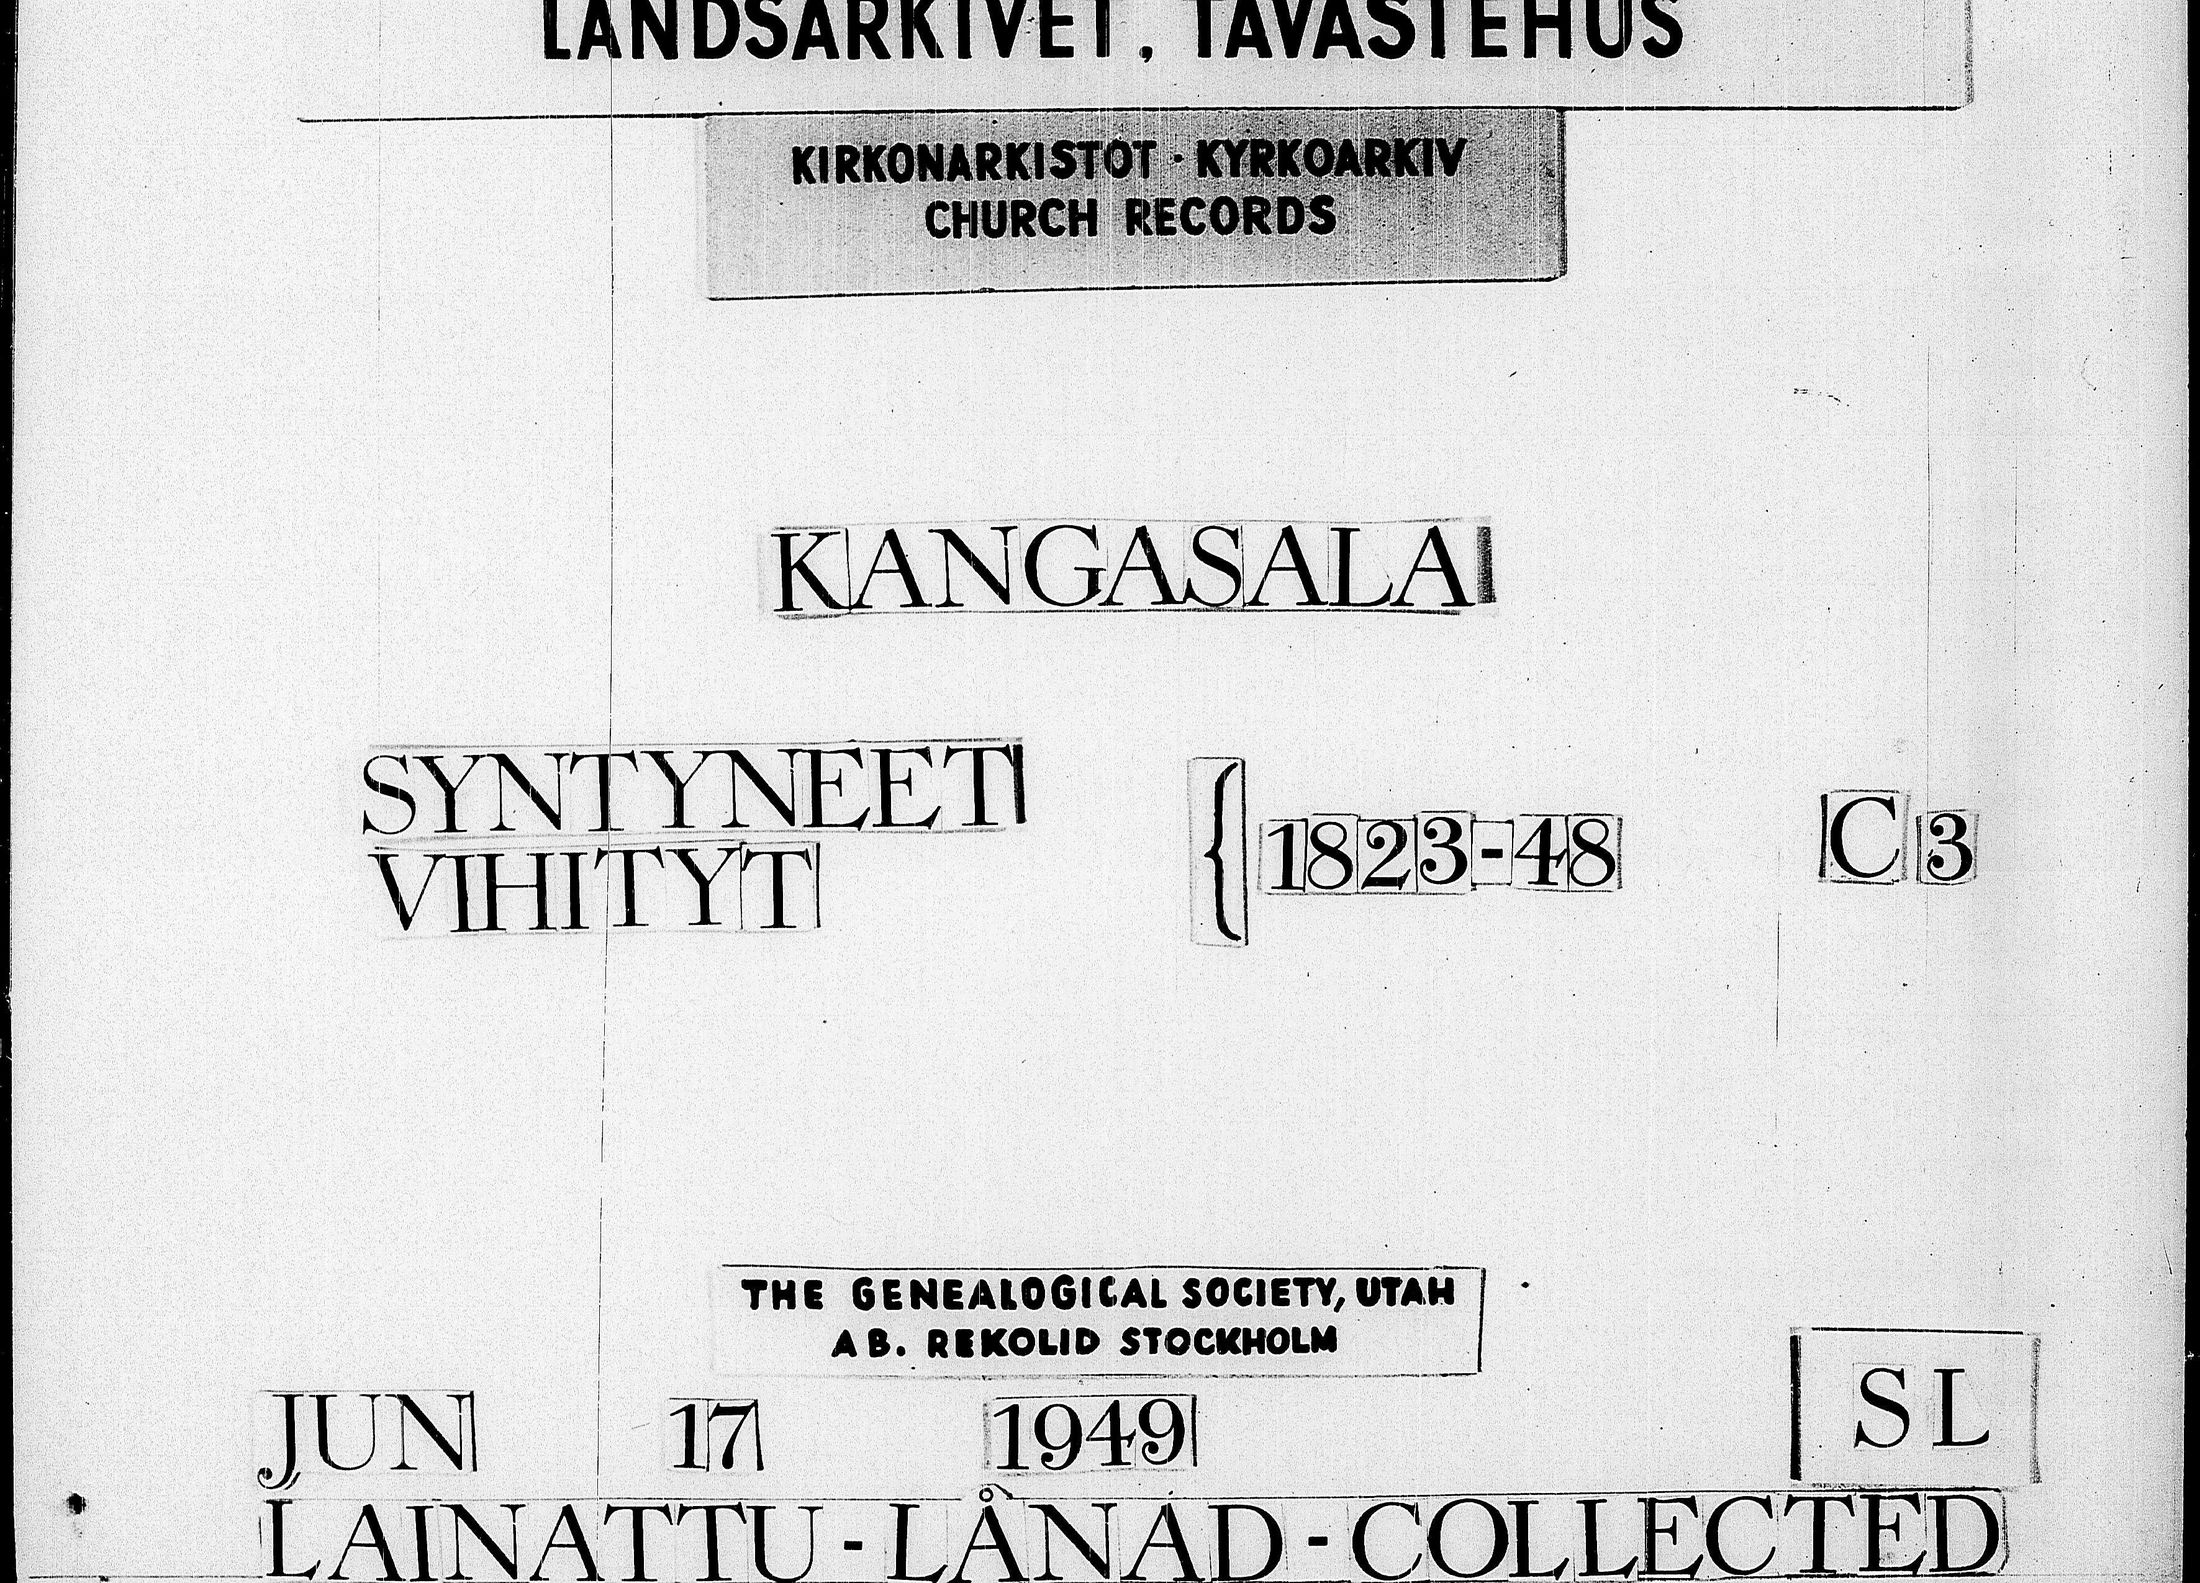 LANDSARKIVET, TAVASTEHUS
KIRKONARKISTOT · KYRKOARKIV
CHURCH RECORDS
KANGASALA
SYNTYNEET
VIHITYT
{ 1823-48 C 3
THE GENEALOGICAL SOCIETY, UTAH
AB. REKOLID STOCKHOLM
JUN 17 1949 SL
LAINATTU - LÅNAD - COLLECTED